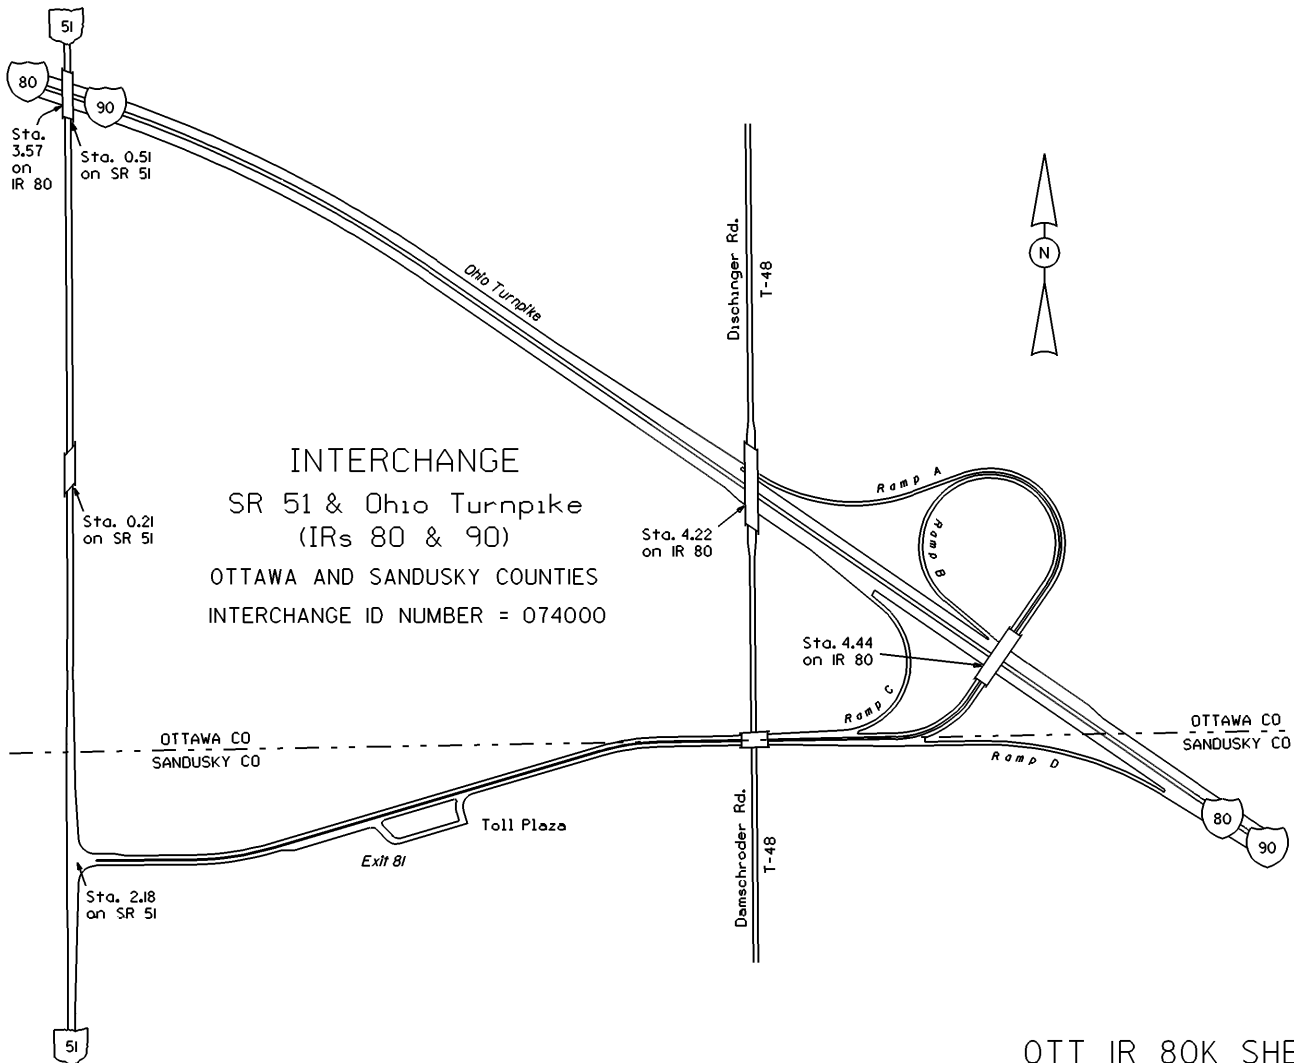 51
80
90
Sta.
3.57
on
IR 80
Sta. 0.51
on SR 51
Ohio Turnpike
Dischinger Rd.
T-48
N
INTERCHANGE
SR 51 & Ohio Turnpike
(IRs 80 & 90)
OTTAWA AND SANDUSKY COUNTIES
INTERCHANGE ID NUMBER = 074000
Sta. 0.21
on SR 51
Sta. 4.22
on IR 80
Ramp A
Ramp B
Sta. 4.44
on IR 80
Ramp C
OTTAWA CO
SANDUSKY CO
OTTAWA CO
SANDUSKY CO
Ramp D
Toll Plaza
Exit 81
Damschroder Rd.
T-48
80
90
Sta. 2.18
on SR 51
51
OTT IR 80K SHE